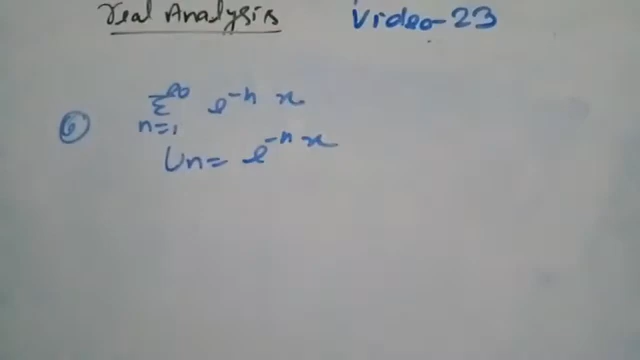 Real Analysis Video-23
6 ∞
Σ e^-n x
n=1
Un= e^-n x